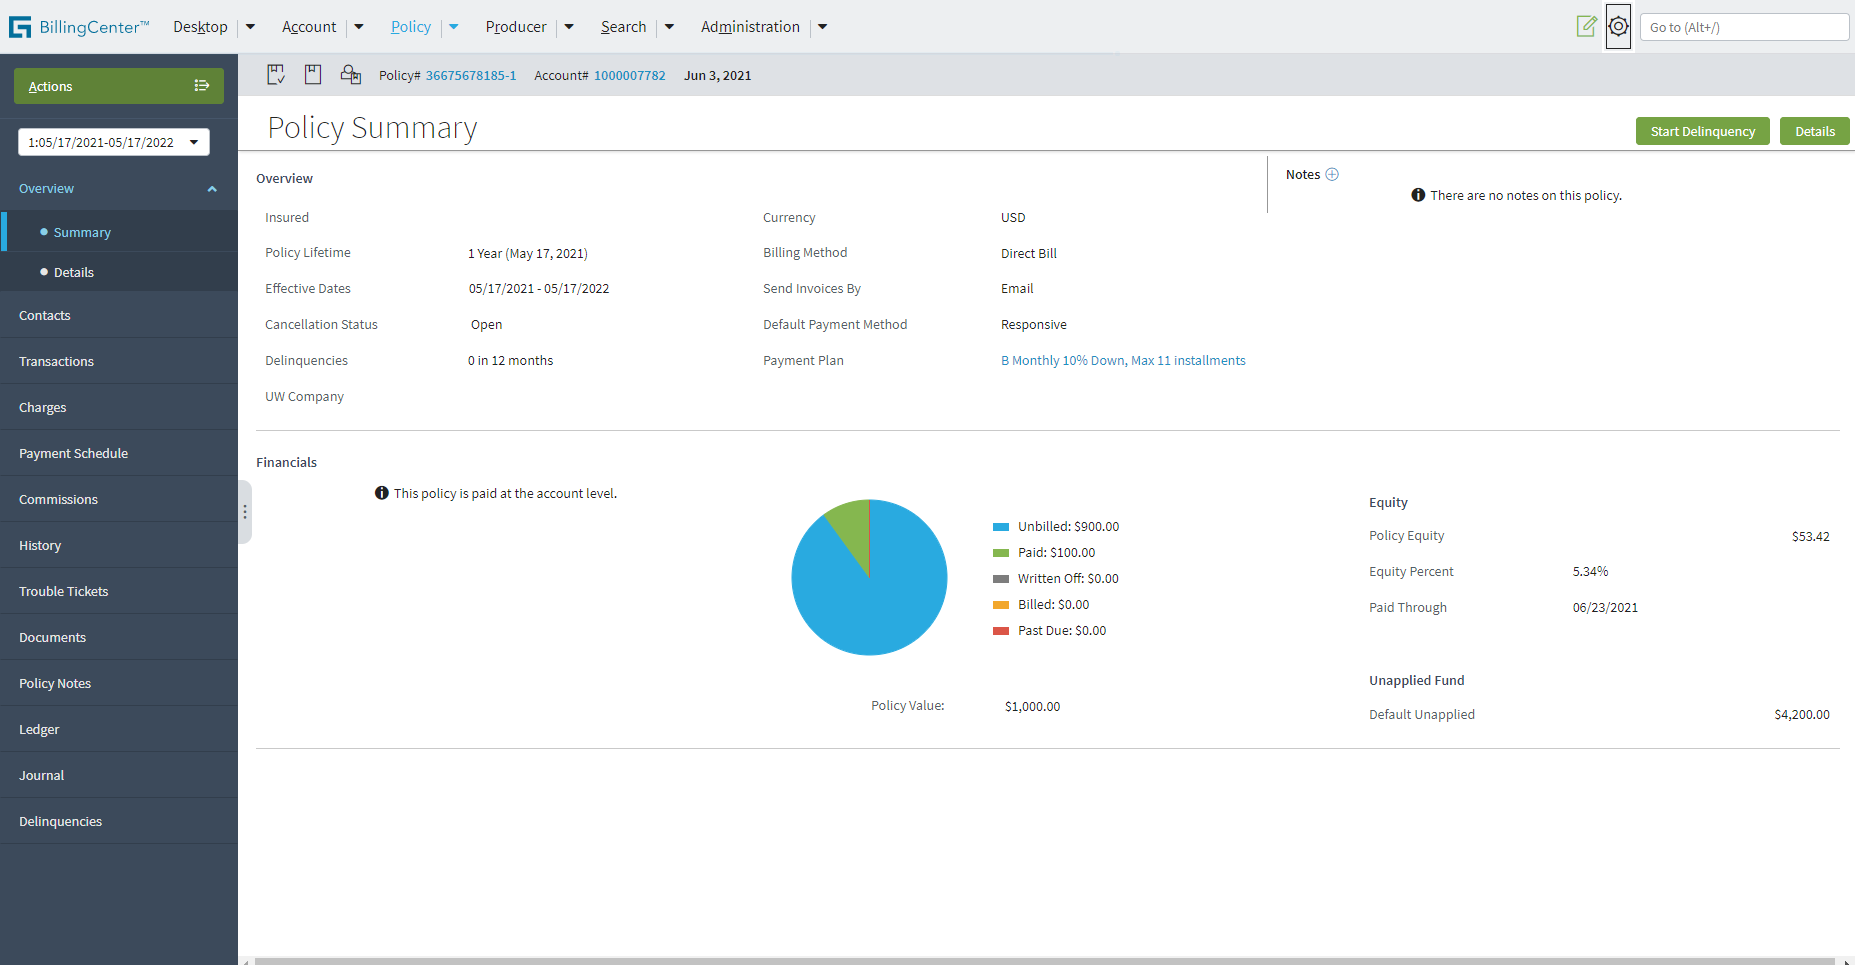 BillingCenter™ Desktop Account Policy Producer Search Administration Go to (Alt+/)
Policy# 36675678185-1 Account# 1000007782 Jun 3, 2021
Actions
1:05/17/2021-05/17/2022
Overview
Summary
Details
Contacts
Transactions
Charges
Payment Schedule
Commissions
History
Trouble Tickets
Documents
Policy Notes
Ledger
Journal
Delinquencies
Policy Summary
Start Delinquency Details
Overview
Insured
Policy Lifetime 1 Year (May 17, 2021)
Effective Dates 05/17/2021 - 05/17/2022
Cancellation Status Open
Delinquencies 0 in 12 months
UW Company
Currency USD
Billing Method Direct Bill
Send Invoices By Email
Default Payment Method Responsive
Payment Plan B Monthly 10% Down, Max 11 installments
Notes
There are no notes on this policy.
Financials
This policy is paid at the account level.
Unbilled: $900.00
Paid: $100.00
Written Off: $0.00
Billed: $0.00
Past Due: $0.00
Policy Value: $1,000.00
Equity
Policy Equity $53.42
Equity Percent 5.34%
Paid Through 06/23/2021
Unapplied Fund
Default Unapplied $4,200.00